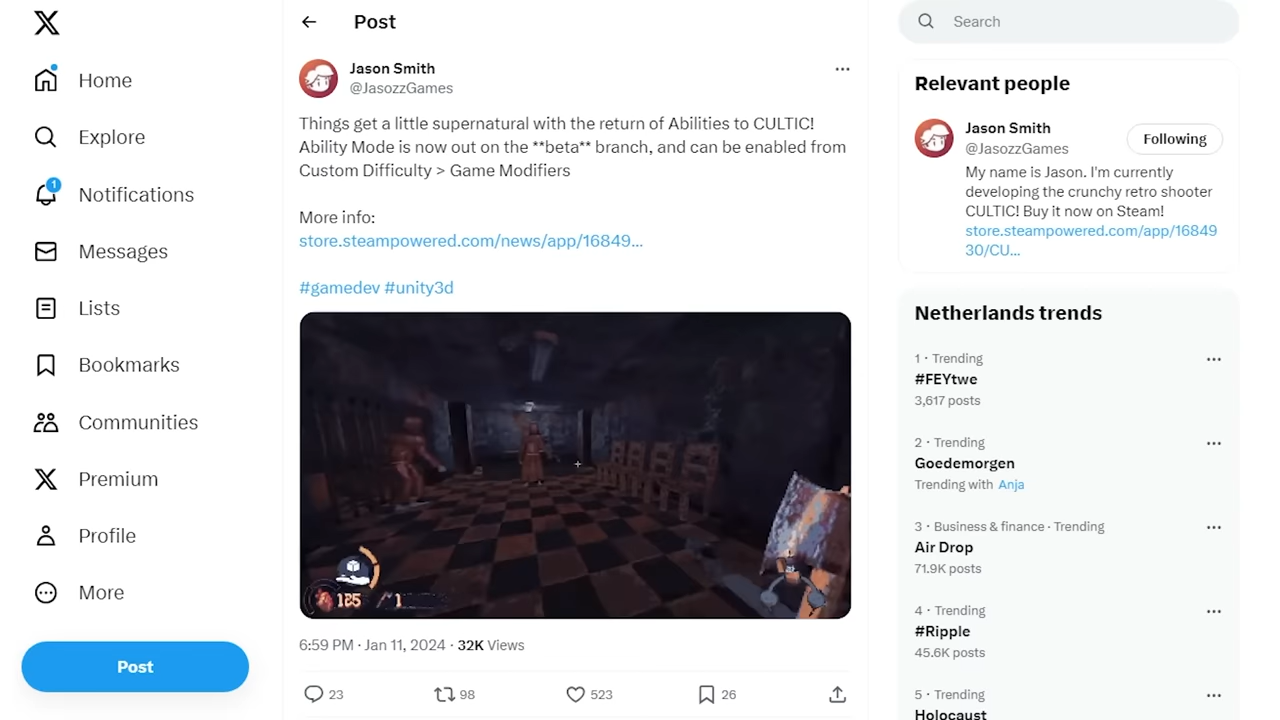 Home
Explore
1
Notifications
Messages
Lists
Bookmarks
Communities
Premium
Profile
More
Post
Post
Jason Smith
@JasozzGames
Things get a little supernatural with the return of Abilities to CULTIC!
Ability Mode is now out on the **beta** branch, and can be enabled from
Custom Difficulty > Game Modifiers
More info:
store.steampowered.com/news/app/16849...
#gamedev #unity3d
185
1
6:59 PM · Jan 11, 2024 · 32K Views
23
98
523
26
Search
Relevant people
Jason Smith
@JasozzGames
Following
My name is Jason. I'm currently
developing the crunchy retro shooter
CULTIC! Buy it now on Steam!
store.steampowered.com/app/16849
30/CU...
Netherlands trends
1 · Trending
#FEYtwe
3,617 posts
2 · Trending
Goedemorgen
Trending with Anja
3 · Business & finance · Trending
Air Drop
71.9K posts
4 · Trending
#Ripple
45.6K posts
5 · Trending
Holocaust